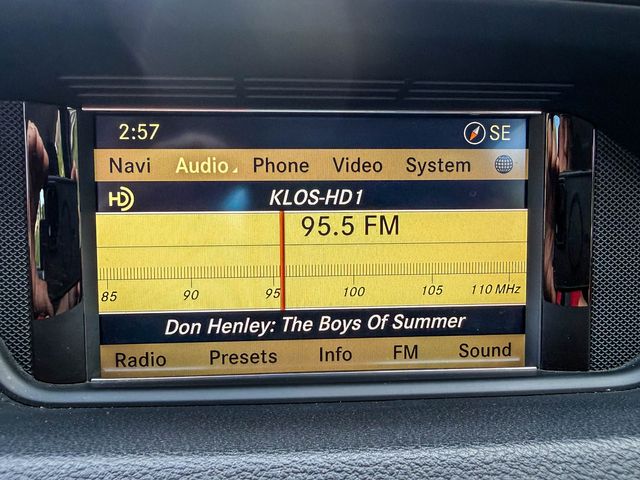 2:57 SE
Navi Audio Phone Video System
HD KLOS-HD1
95.5 FM
85 90 95 100 105 110 MHz
Don Henley: The Boys Of Summer
Radio Presets Info FM Sound